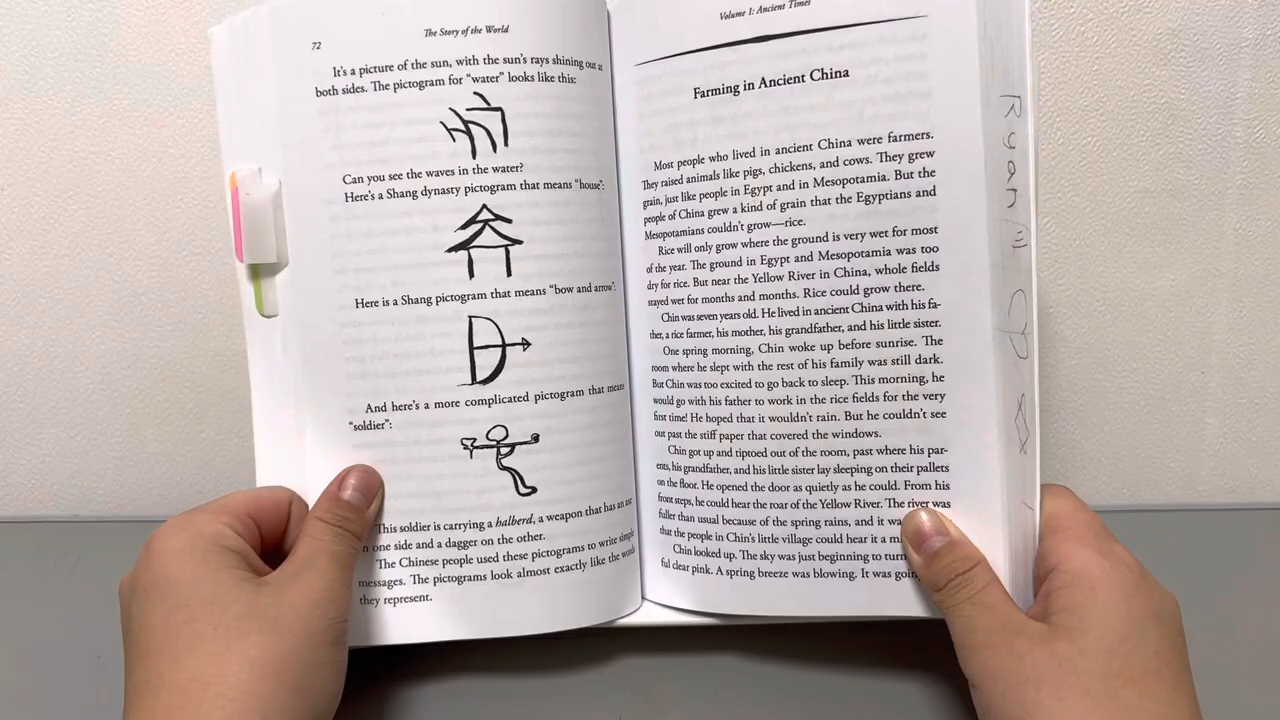 72
The Story of the World
It's a picture of the sun, with the sun's rays shining out at
both sides. The pictogram for "water" looks like this:
Can you see the waves in the water?
Here's a Shang dynasty pictogram that means "house":
Here is a Shang pictogram that means "bow and arrow":
And here's a more complicated pictogram that means
"soldier":
This soldier is carrying a halberd, a weapon that has an axe
n one side and a dagger on the other.
The Chinese people used these pictograms to write simple
messages. The pictograms look almost exactly like the words
they represent.
Volume 1: Ancient Times
Farming in Ancient China
Most people who lived in ancient China were farmers.
They raised animals like pigs, chickens, and cows. They grew
grain, just like people in Egypt and in Mesopotamia. But the
people of China grew a kind of grain that the Egyptians and
Mesopotamians couldn't grow—rice.
Rice will only grow where the ground is very wet for most
of the year. The ground in Egypt and Mesopotamia was too
dry for rice. But near the Yellow River in China, whole fields
stayed wet for months and months. Rice could grow there.
Chin was seven years old. He lived in ancient China with his fa-
ther, a rice farmer, his mother, his grandfather, and his little sister.
One spring morning, Chin woke up before sunrise. The
room where he slept with the rest of his family was still dark.
But Chin was too excited to go back to sleep. This morning, he
would go with his father to work in the rice fields for the very
first time! He hoped that it wouldn't rain. But he couldn't see
out past the stiff paper that covered the windows.
Chin got up and tiptoed out of the room, past where his par-
ents, his grandfather, and his little sister lay sleeping on their pallets
on the floor. He opened the door as quietly as he could. From his
front steps, he could hear the roar of the Yellow River. The river was
fuller than usual because of the spring rains, and it wa
that the people in Chin's little village could hear it a m
Chin looked up. The sky was just beginning to turn
ful clear pink. A spring breeze was blowing. It was goin
Ryan